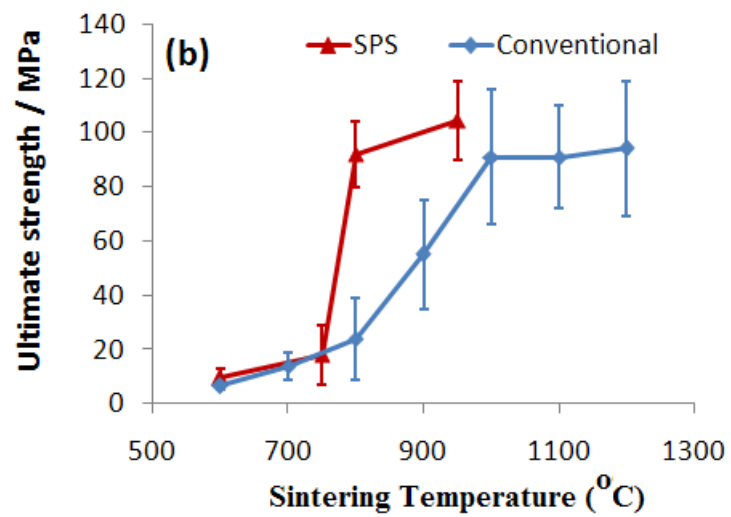 (b)
SPS
Conventional
Ultimate strength / MPa
140
120
100
80
60
40
20
0
500
700
900
1100
1300
Sintering Temperature (°C)